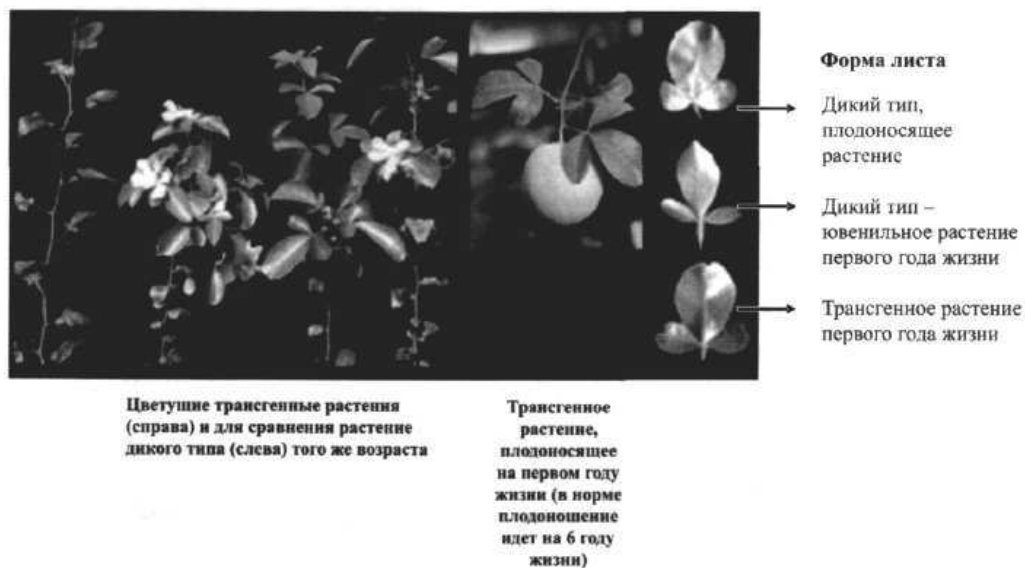 Форма листа
Дикий тип,
плодоносящее
растение
Дикий тип –
ювенильное растение
первого года жизни
Трансгенное растение
первого года жизни
Цветущие трансгенные растения
(справа) и для сравнения растение
дикого типа (слева) того же возраста
Трансгенное
растение,
плодоносящее
на первом году
жизни (в норме
плодоношение
идет на 6 году
жизни)